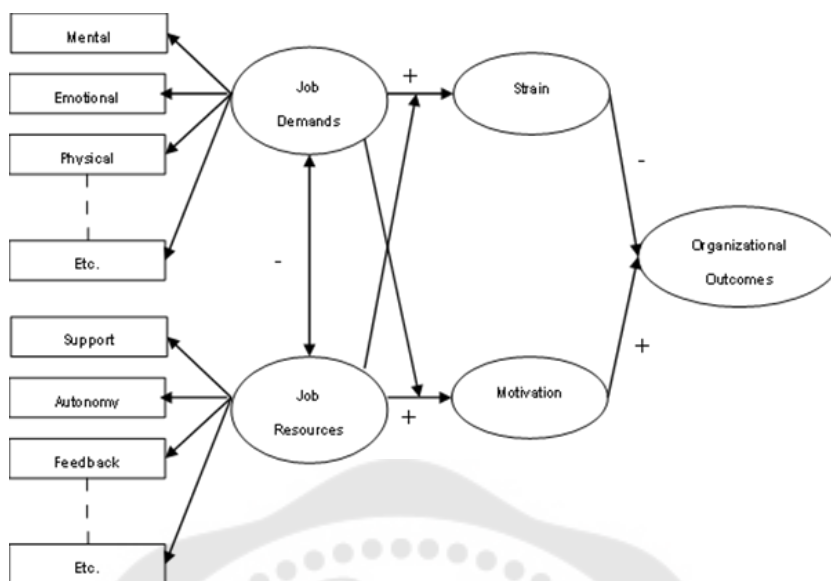 Mental
Emotional
Physical
Etc.
Support
Autonomy
Feedback
Etc.
Job
Demands
+
Strain
-
-
Organizational
Outcomes
Job
Resources
+
Motivation
+